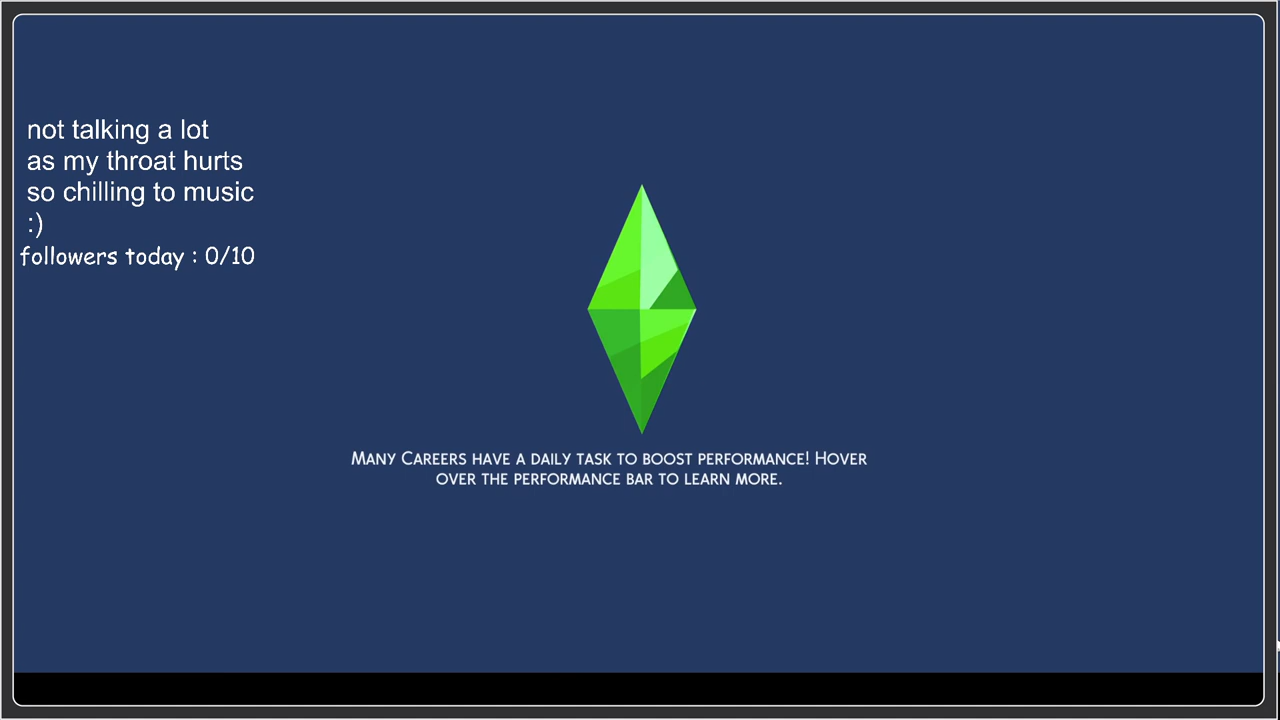 not talking a lot
as my throat hurts
so chilling to music
:)
followers today : 0/10
Many Careers have a daily task to boost performance! Hover
over the performance bar to learn more.